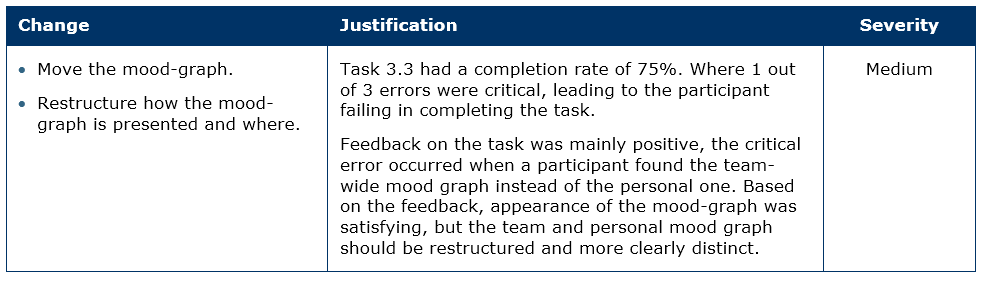 Change Justification Severity
• Move the mood-graph.
• Restructure how the mood-
graph is presented and where.
Task 3.3 had a completion rate of 75%. Where 1 out
of 3 errors were critical, leading to the participant
failing in completing the task.
Feedback on the task was mainly positive, the critical
error occurred when a participant found the team-
wide mood graph instead of the personal one. Based
on the feedback, appearance of the mood-graph was
satisfying, but the team and personal mood graph
should be restructured and more clearly distinct.
Medium